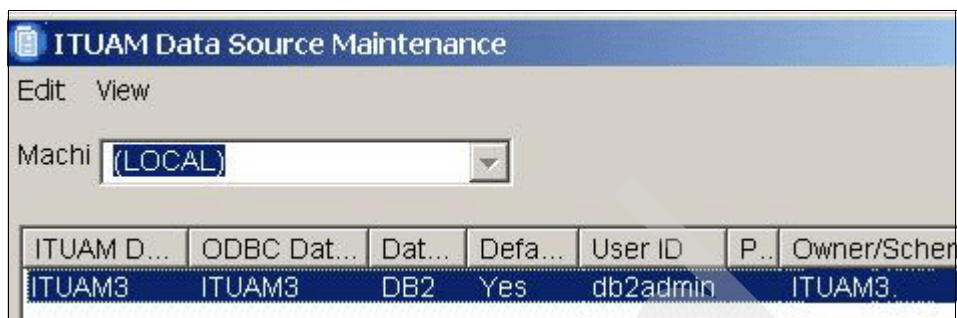 ITUAM Data Source Maintenance
Edit View
Machi (LOCAL)
ITUAM D... ODBC Dat... Dat... Defa... User ID P.. Owner/Scher
ITUAM3 ITUAM3 DB2 Yes db2admin ITUAM3.